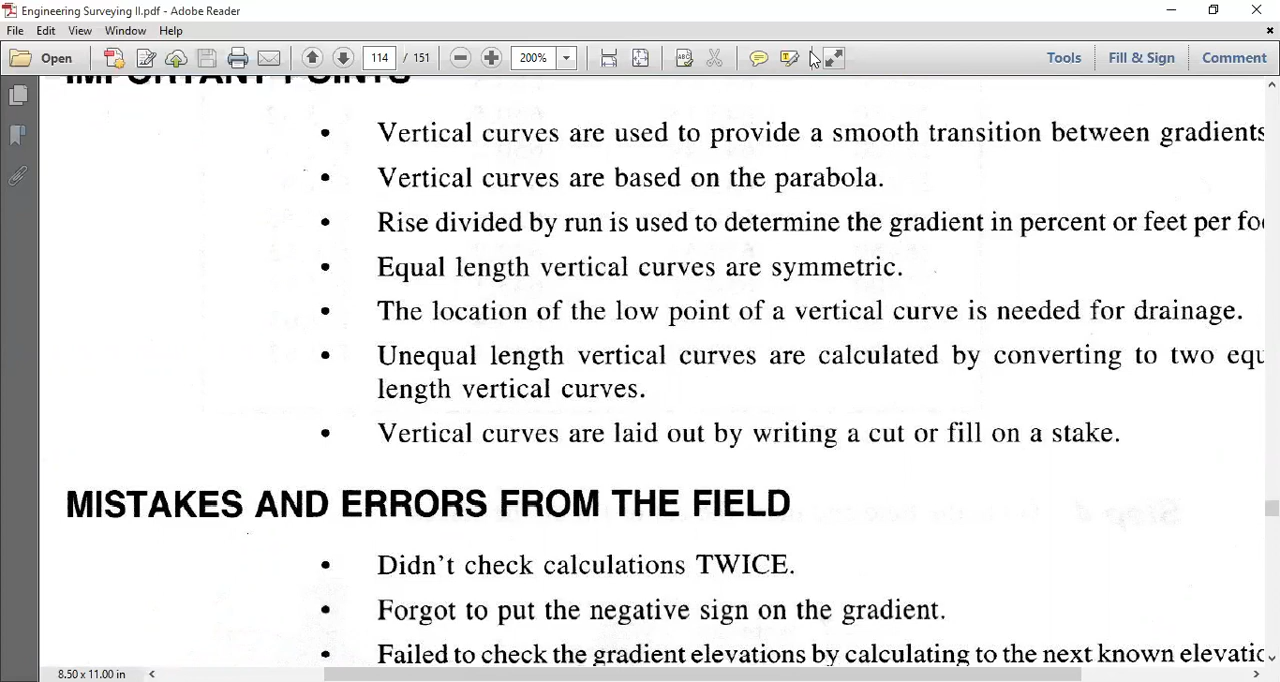 Engineering Surveying II.pdf - Adobe Reader
File Edit View Window Help
Open 114 / 151 200% Tools Fill & Sign Comment
IMPORTANT POINTS
• Vertical curves are used to provide a smooth transition between gradients
• Vertical curves are based on the parabola.
• Rise divided by run is used to determine the gradient in percent or feet per fo
• Equal length vertical curves are symmetric.
• The location of the low point of a vertical curve is needed for drainage.
• Unequal length vertical curves are calculated by converting to two equ
length vertical curves.
• Vertical curves are laid out by writing a cut or fill on a stake.
MISTAKES AND ERRORS FROM THE FIELD
• Didn't check calculations TWICE.
• Forgot to put the negative sign on the gradient.
• Failed to check the gradient elevations by calculating to the next known elevatio
8.50 x 11.00 in